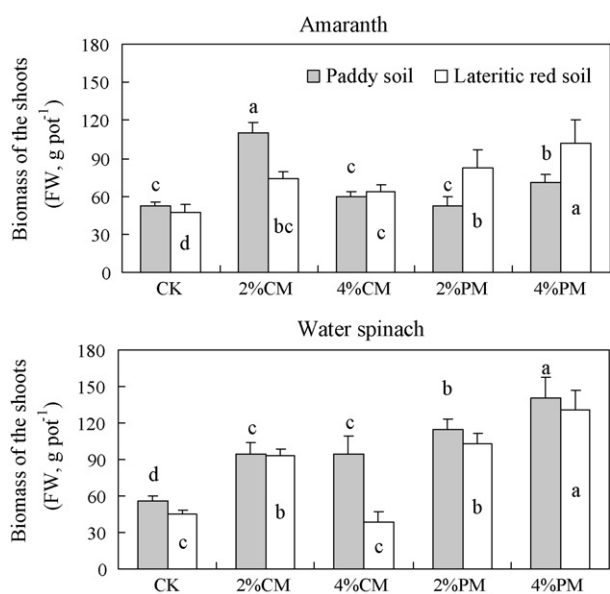 Amaranth
180
150
120
90
60
30
0
Biomass of the shoots
(FW, g pot-1)
Paddy soil Lateritic red soil
c d a bc c c c b b a
CK 2%CM 4%CM 2%PM 4%PM
Water spinach
180
150
120
90
60
30
0
Biomass of the shoots
(FW, g pot-1)
d c c b c c b b a a
CK 2%CM 4%CM 2%PM 4%PM